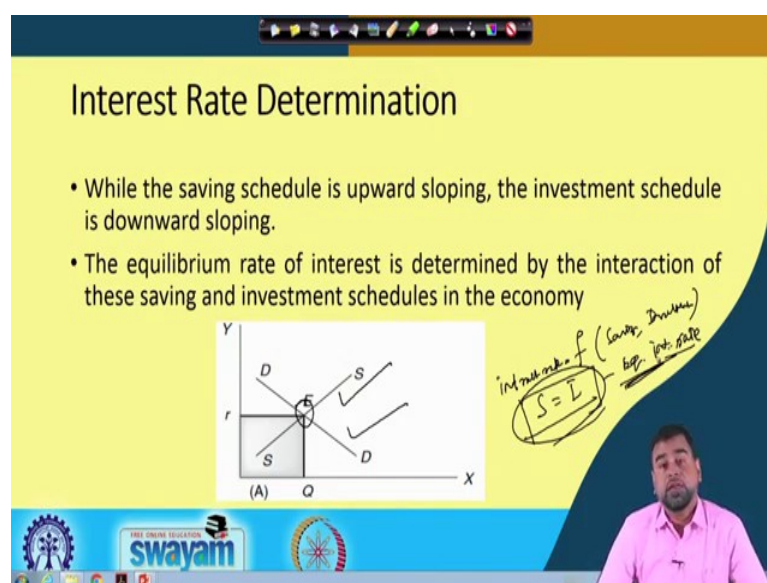 Interest Rate Determination
• While the saving schedule is upward sloping, the investment schedule
is downward sloping.
• The equilibrium rate of interest is determined by the interaction of
these saving and investment schedules in the economy
Y
D
S
E
r
S
D
X
(A)
Q
f
S = I
FREE ONLINE EDUCATION
swayam